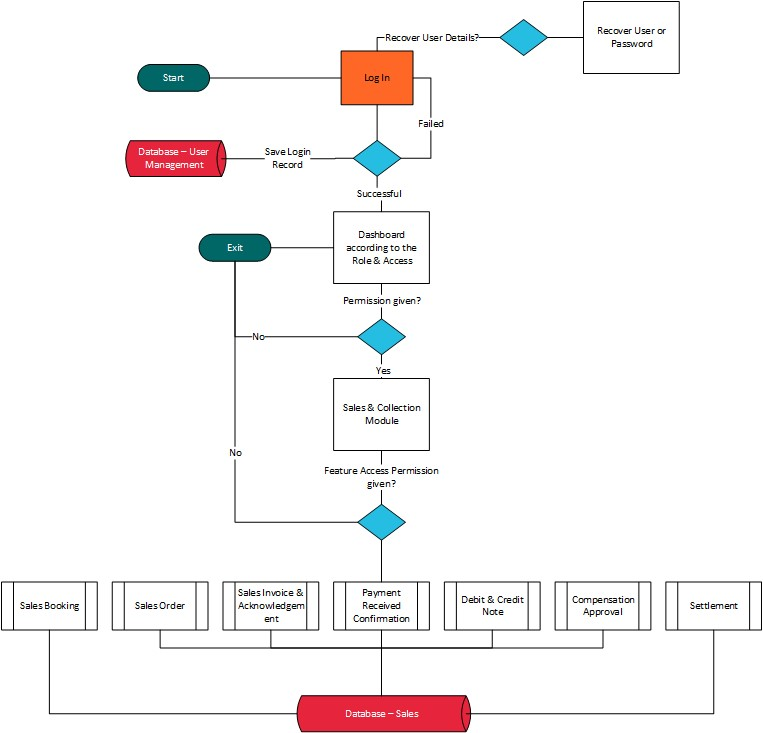 Recover User Details?
Recover User or
Password
Start
Log In
Failed
Database – User
Management
Save Login
Record
Successful
Dashboard
according to the
Role & Access
Exit
Permission given?
No
Yes
Sales & Collection
Module
No
Feature Access Permission
given?
Sales Booking
Sales Order
Sales Invoice &
Acknowledgem
ent
Payment
Received
Confirmation
Debit & Credit
Note
Compensation
Approval
Settlement
Database – Sales